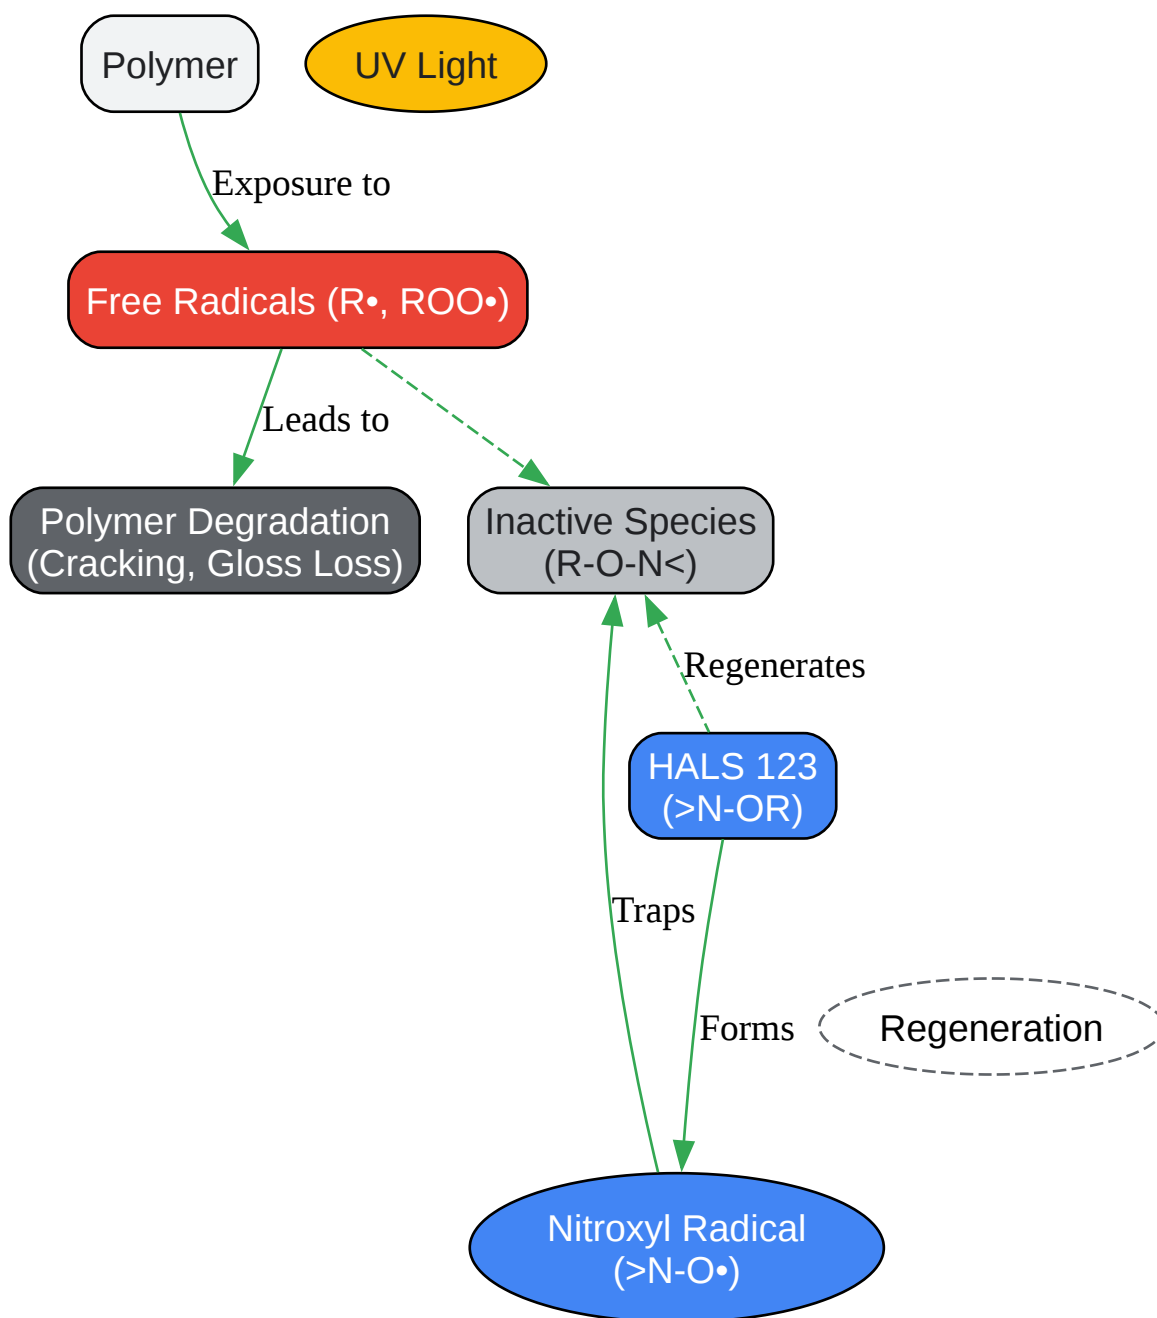 Polymer
UV Light
Exposure to
Free Radicals (R•, ROO•)
Leads to
Polymer Degradation
(Cracking, Gloss Loss)
Inactive Species
(R-O-N<)
Regenerates
HALS 123
(>N-OR)
Traps
Forms
Regeneration
Nitroxyl Radical
(>N-O•)